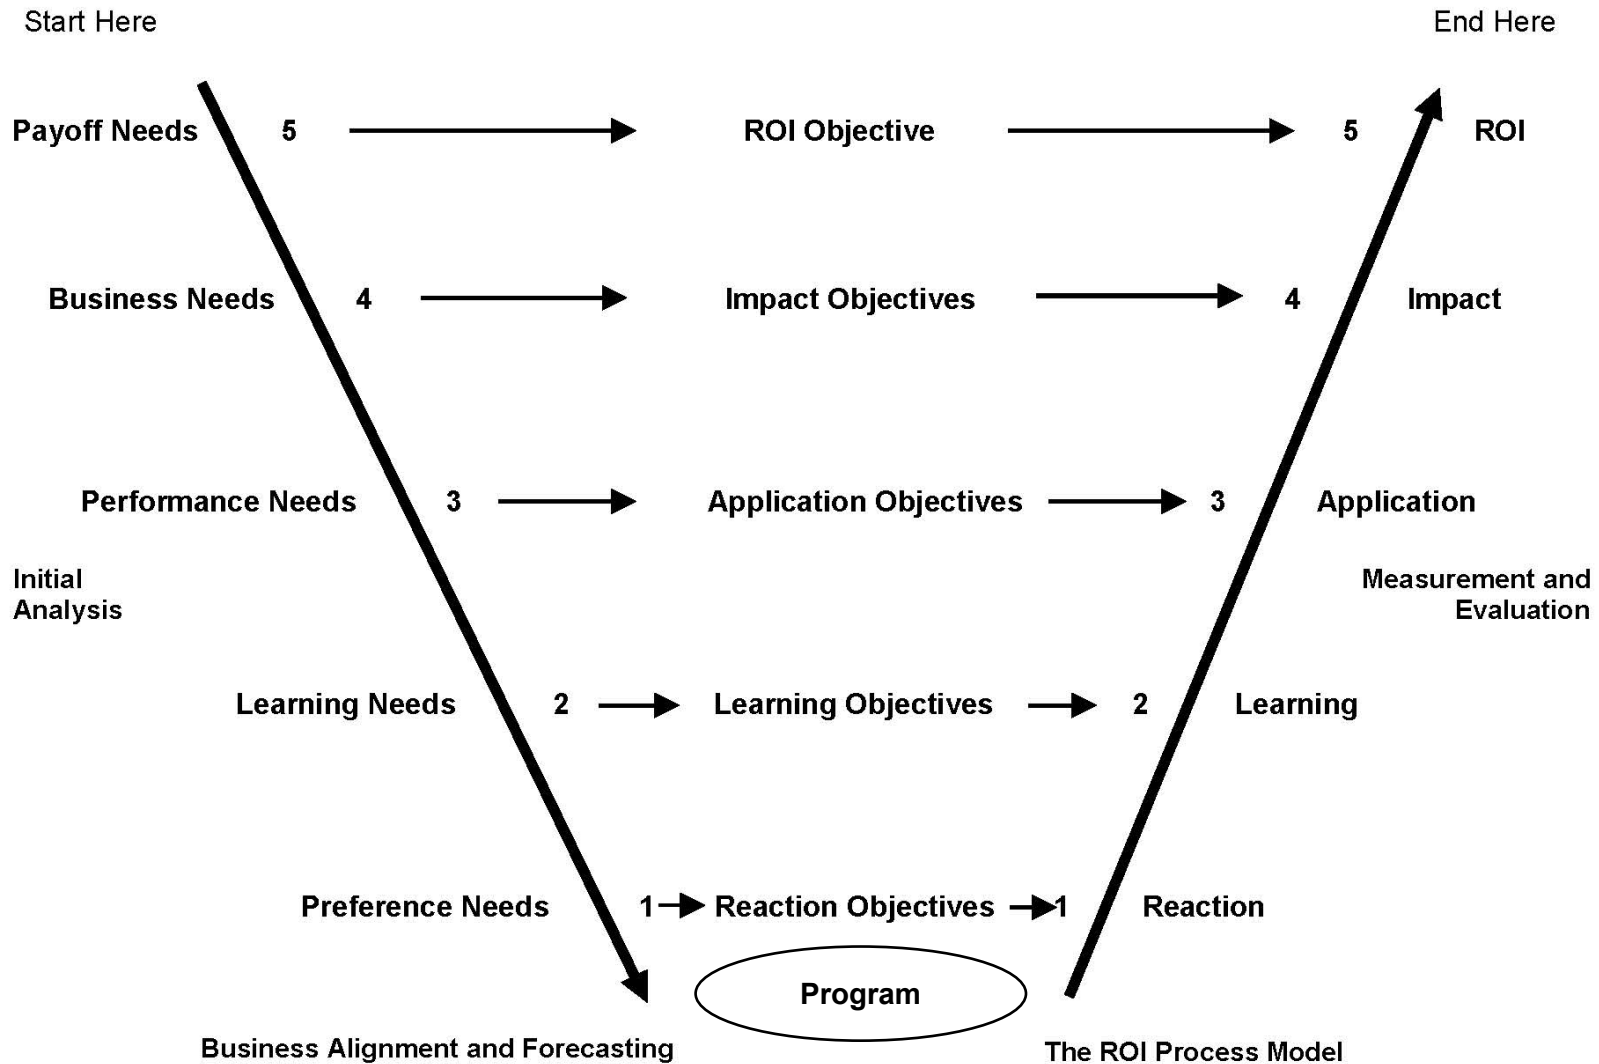 Start Here
End Here
Payoff Needs 5 ROI Objective 5 ROI
Business Needs 4 Impact Objectives 4 Impact
Performance Needs 3 Application Objectives 3 Application
Initial
Analysis
Measurement and
Evaluation
Learning Needs 2 Learning Objectives 2 Learning
Preference Needs 1 Reaction Objectives 1 Reaction
Program
Business Alignment and Forecasting
The ROI Process Model